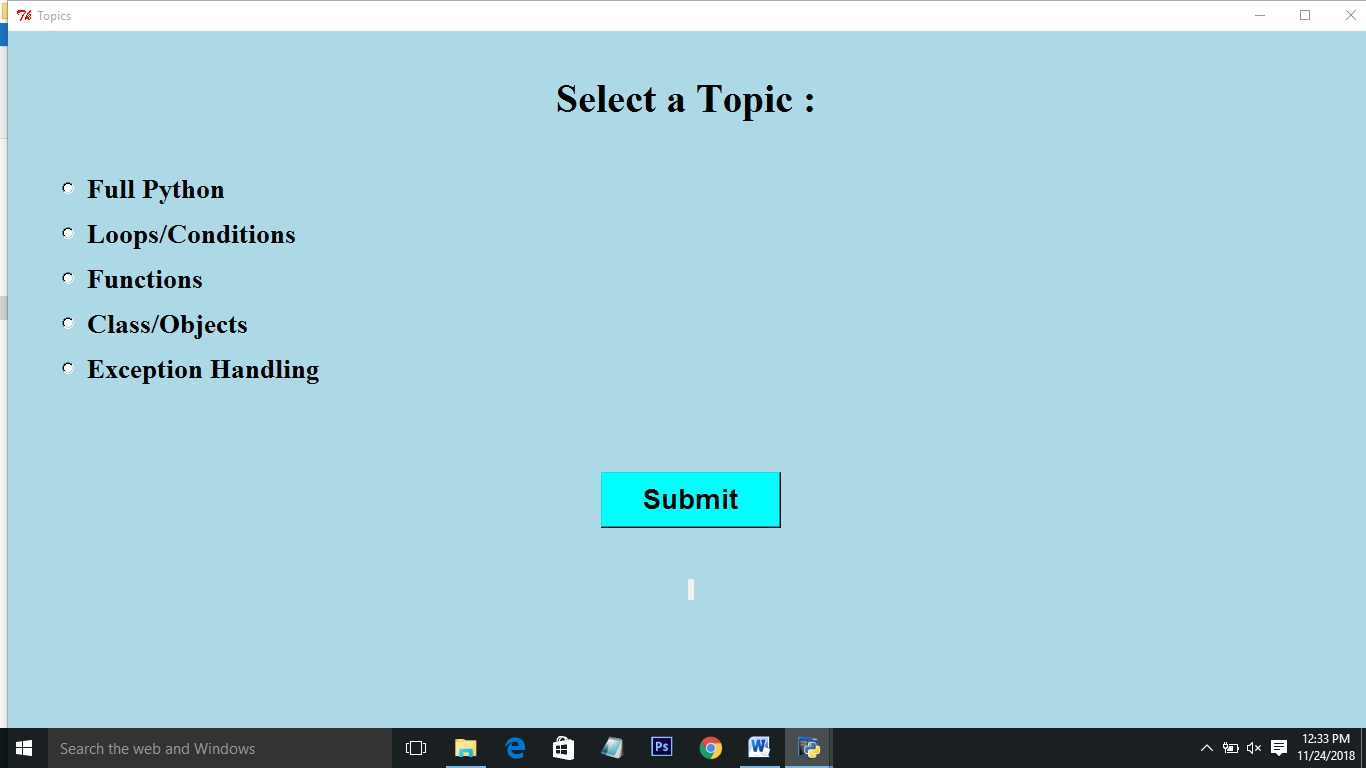 Topics
Select a Topic :
Full Python
Loops/Conditions
Functions
Class/Objects
Exception Handling
Submit
Search the web and Windows
Ps
12:33 PM
11/24/2018